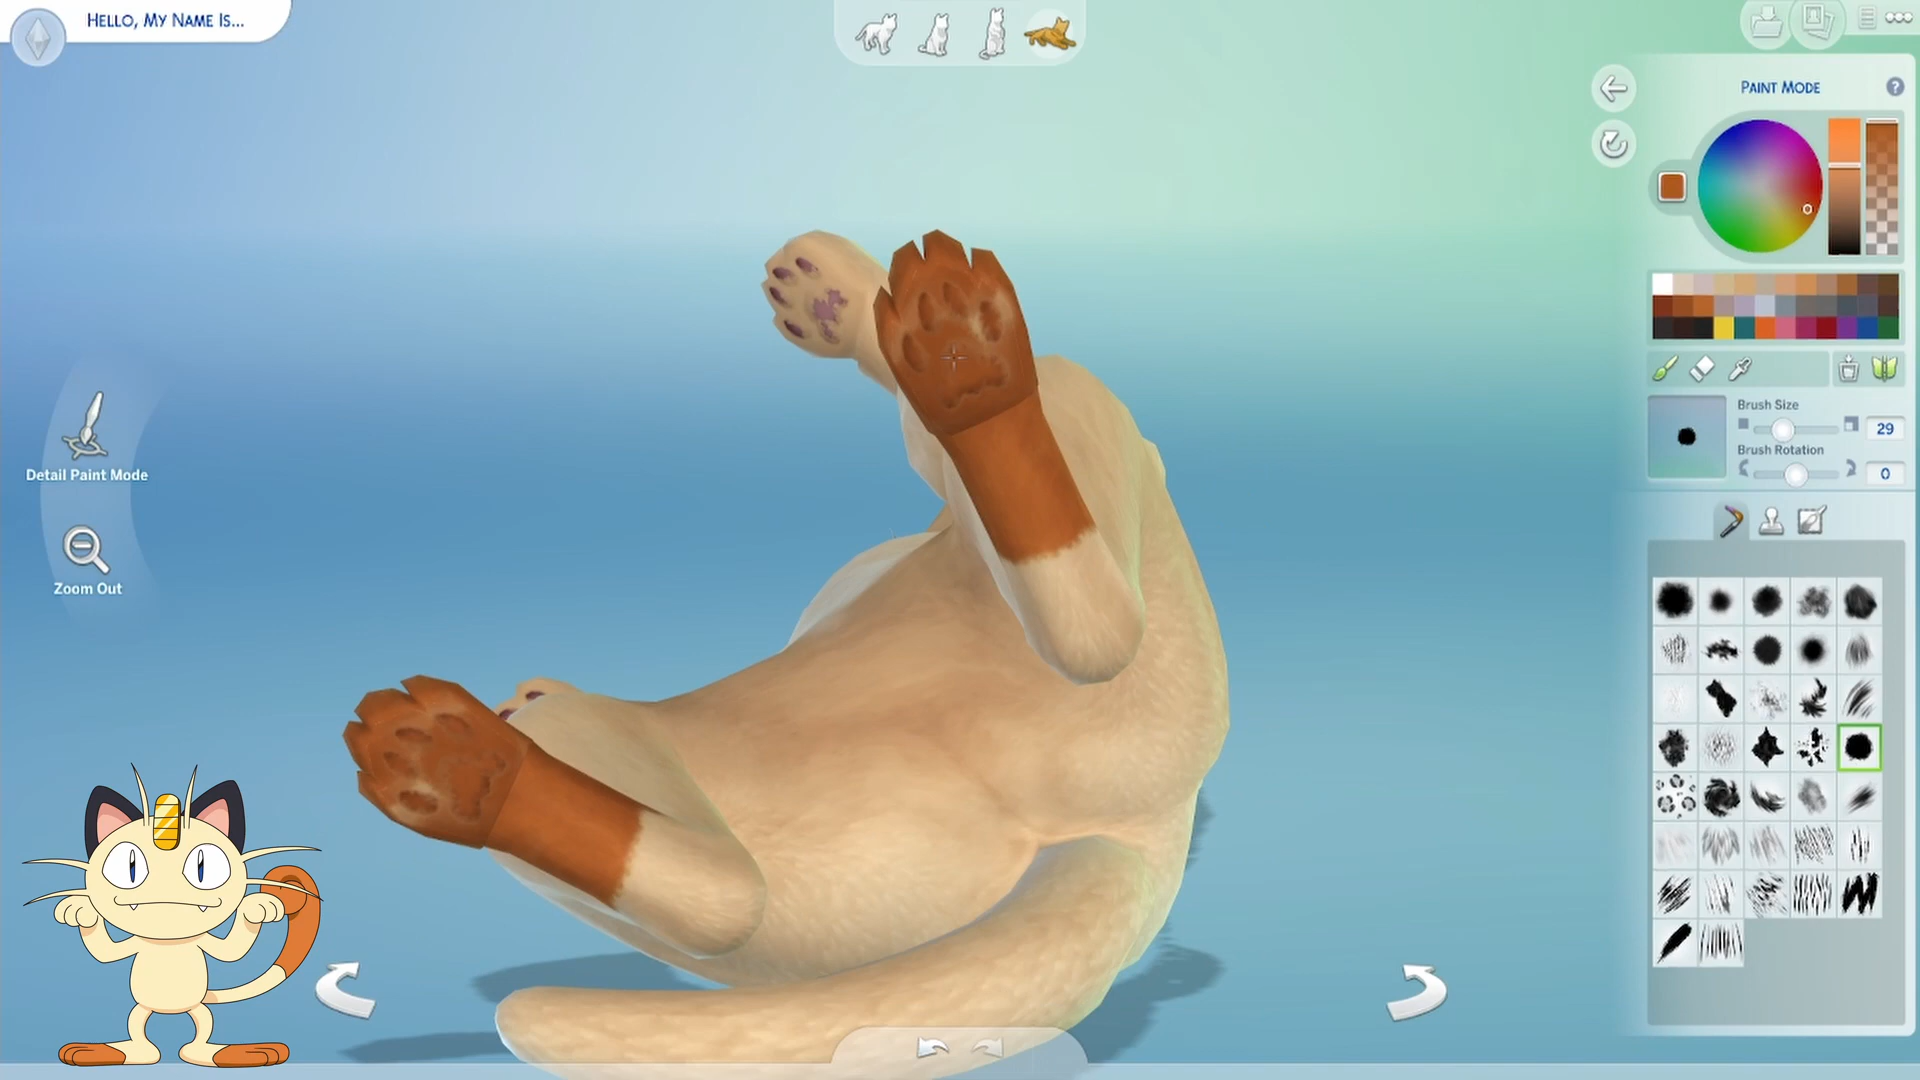 Hello, My Name Is...
Paint Mode
?
Brush Size
29
Brush Rotation
0
Detail Paint Mode
Zoom Out